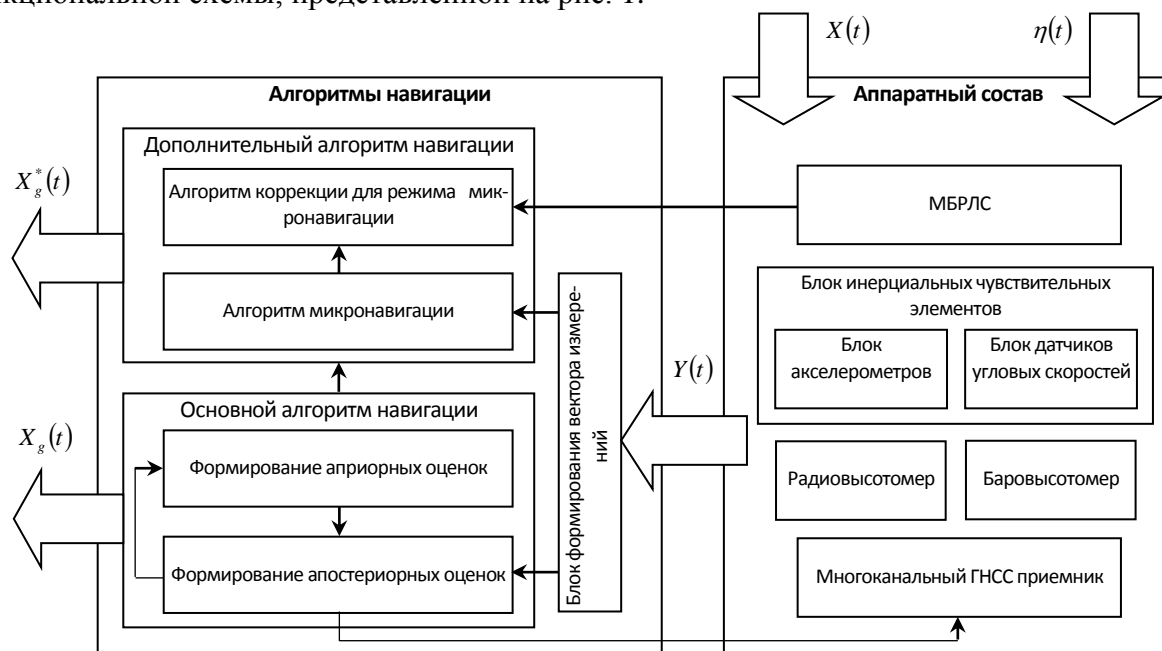 кциональной схемы, представленной на рис. 1.
X(t)
η(t)
Алгоритмы навигации
Аппаратный состав
Дополнительный алгоритм навигации
X*g(t)
Алгоритм коррекции для режима мик-
ронавигации
МБРЛС
Алгоритм микронавигации
Блок формирования вектора измере-
ний
Блок инерциальных чувствительных
элементов
Блок
акселерометров
Блок датчиков
угловых скоростей
Y(t)
Основной алгоритм навигации
Xg(t)
Формирование априорных оценок
Формирование апостериорных оценок
Радиовысотомер
Баровысотомер
Многоканальный ГНСС приемник